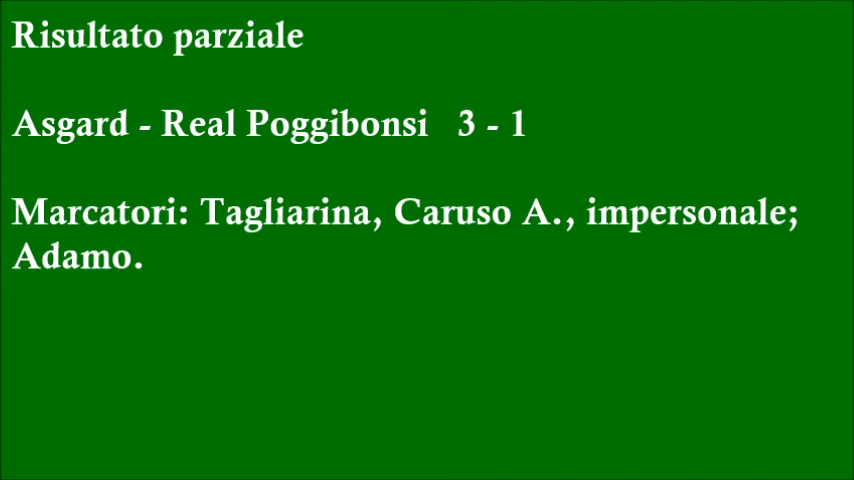 Risultato parziale
Asgard - Real Poggibonsi 3 - 1
Marcatori: Tagliarina, Caruso A., impersonale;
Adamo.